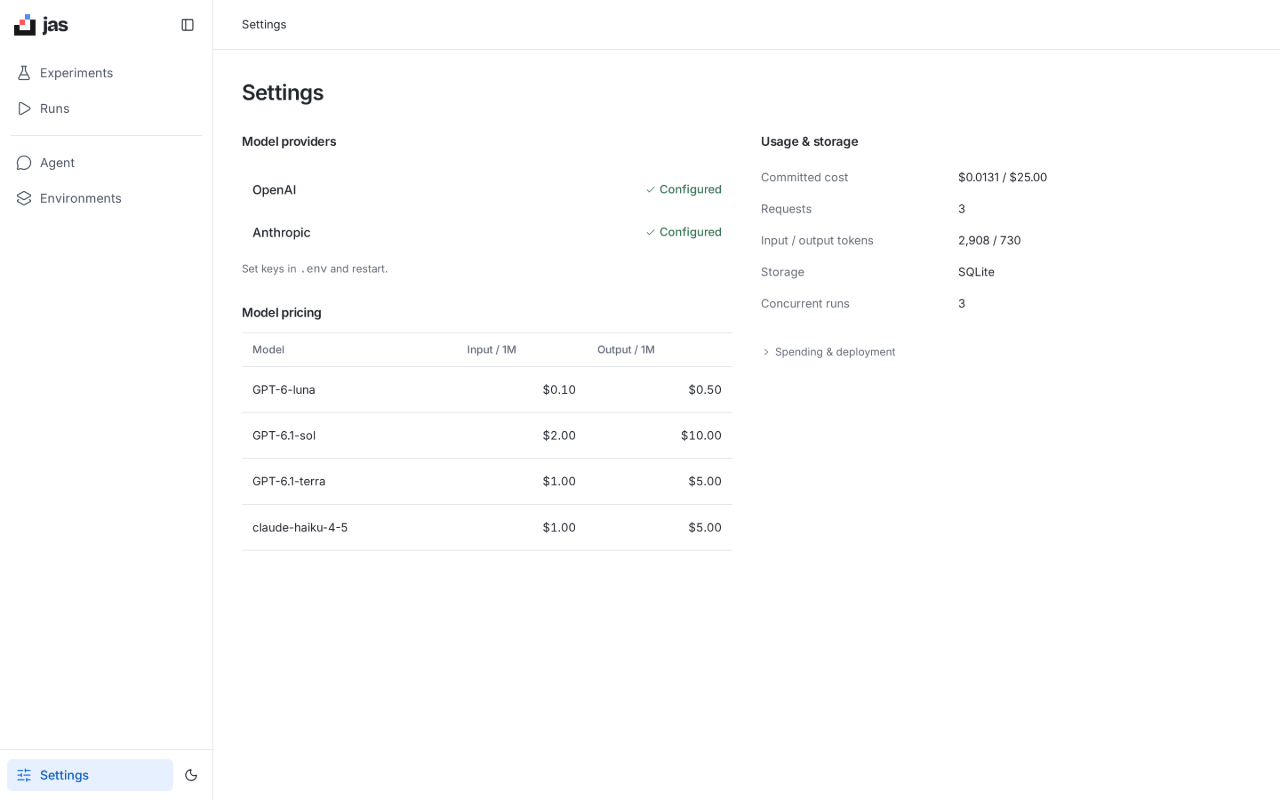 jas
Settings
Experiments
Runs
Agent
Environments
Settings
Model providers
OpenAI
Configured
Anthropic
Configured
Set keys in .env and restart.
Model pricing
Model Input / 1M Output / 1M
GPT-6-luna $0.10 $0.50
GPT-6.1-sol $2.00 $10.00
GPT-6.1-terra $1.00 $5.00
claude-haiku-4-5 $1.00 $5.00
Usage & storage
Committed cost $0.0131 / $25.00
Requests 3
Input / output tokens 2,908 / 730
Storage SQLite
Concurrent runs 3
Spending & deployment
Settings